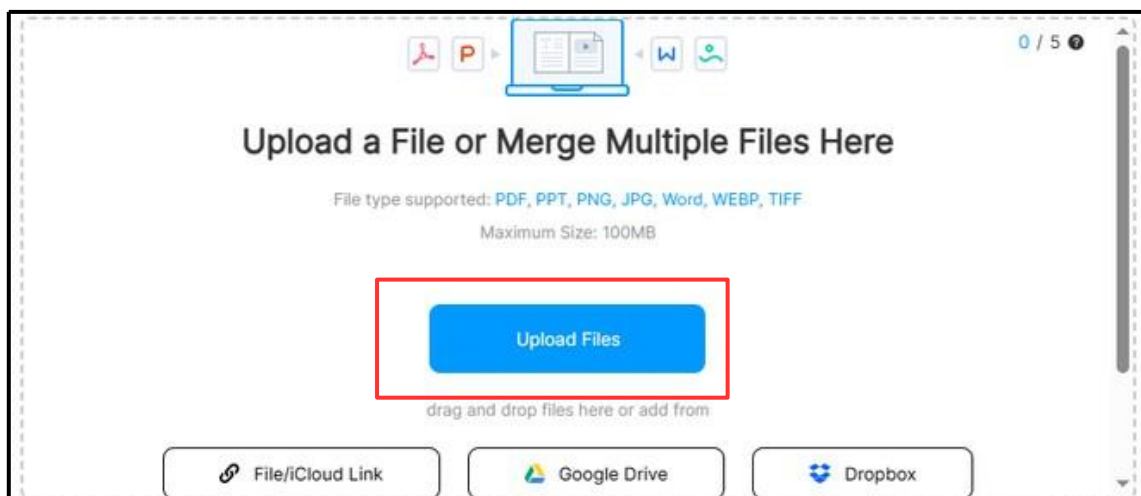 0 / 5
Upload a File or Merge Multiple Files Here
File type supported: PDF, PPT, PNG, JPG, Word, WEBP, TIFF
Maximum Size: 100MB
Upload Files
drag and drop files here or add from
File/iCloud Link
Google Drive
Dropbox